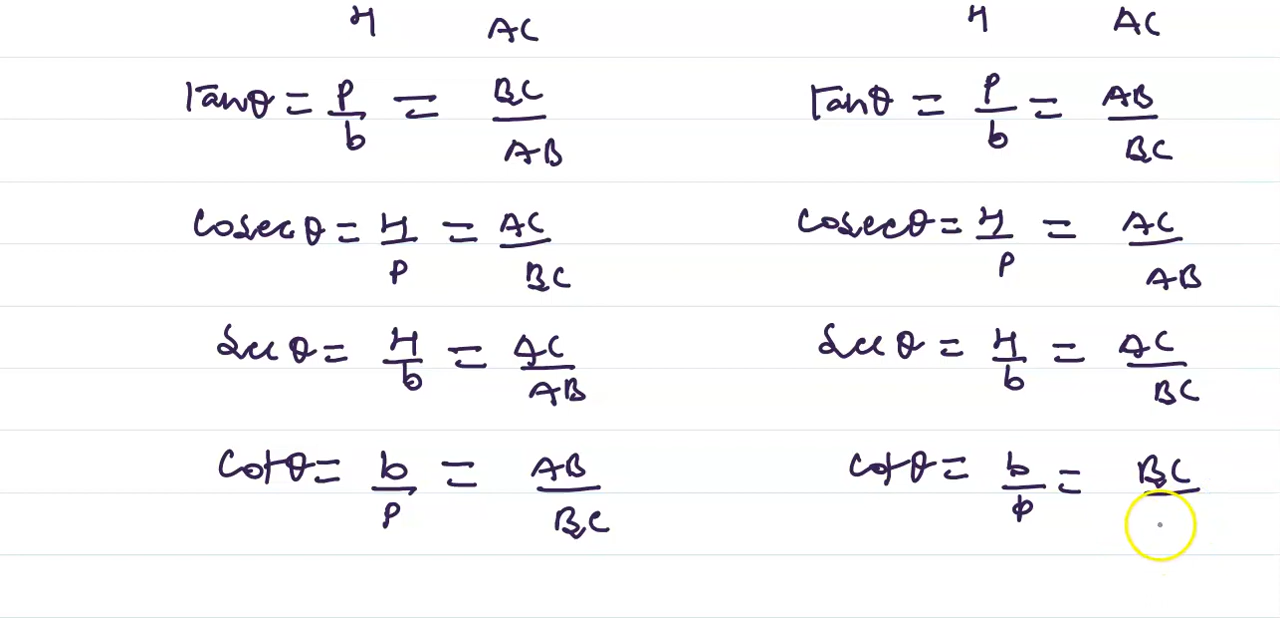 H AC H AC
Tanθ = P/b = BC/AB Tanθ = P/b = AB/BC
Cosecθ = H/P = AC/BC Cosecθ = H/P = AC/AB
Secθ = H/b = AC/AB Secθ = H/b = AC/BC
Cotθ = b/P = AB/BC Cotθ = b/P = BC/